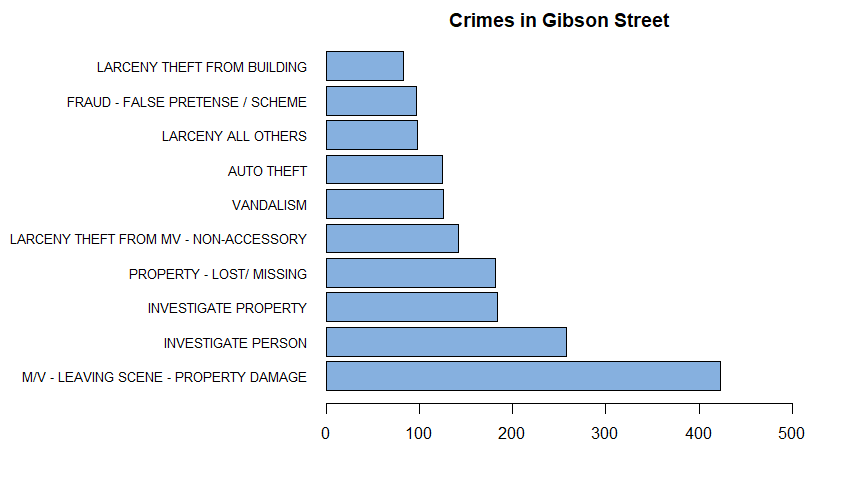 Crimes in Gibson Street
LARCENY THEFT FROM BUILDING
FRAUD - FALSE PRETENSE / SCHEME
LARCENY ALL OTHERS
AUTO THEFT
VANDALISM
LARCENY THEFT FROM MV - NON-ACCESSORY
PROPERTY - LOST/ MISSING
INVESTIGATE PROPERTY
INVESTIGATE PERSON
M/V - LEAVING SCENE - PROPERTY DAMAGE
0 100 200 300 400 500